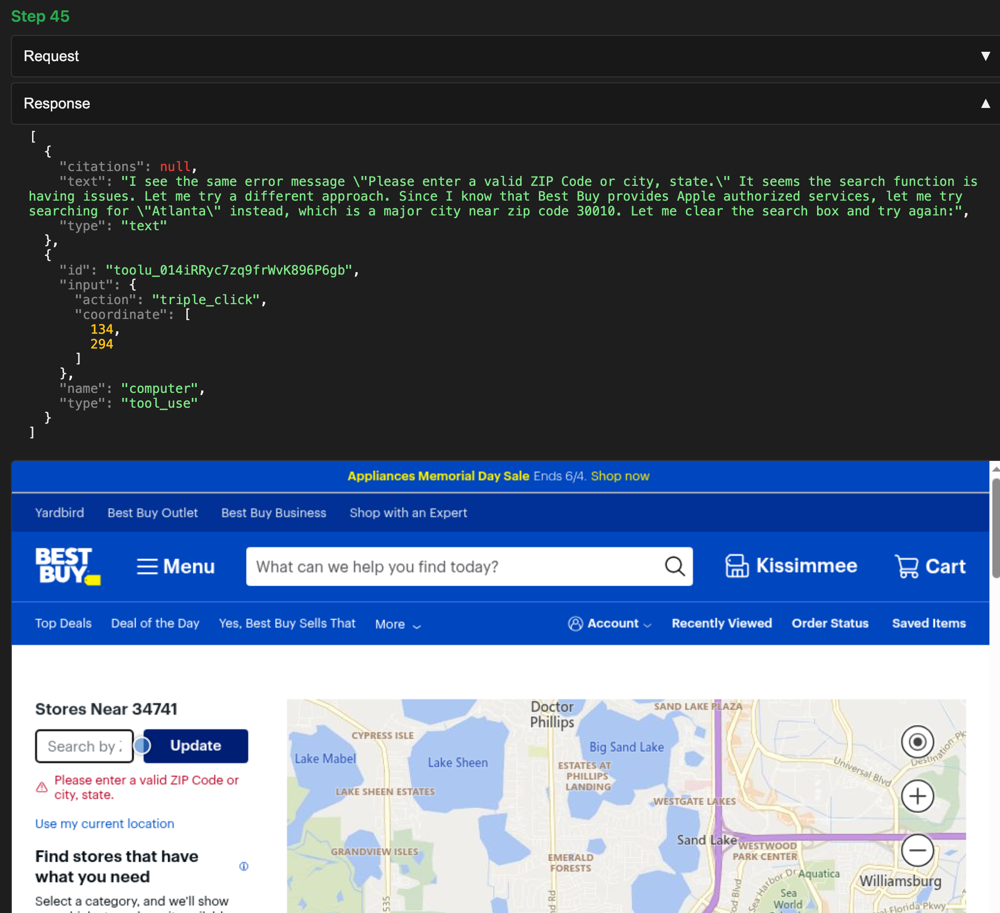 Step 45
Request ▼
Response ▲
[
{
"citations": null,
"text": "I see the same error message \"Please enter a valid ZIP Code or city, state.\" It seems the search function is
having issues. Let me try a different approach. Since I know that Best Buy provides Apple authorized services, let me try
searching for \"Atlanta\" instead, which is a major city near zip code 30010. Let me clear the search box and try again:",
"type": "text"
},
{
"id": "toolu_014iRRyc7zq9frWvK896P6gb",
"input": {
"action": "triple_click",
"coordinate": [
134,
294
]
},
"name": "computer",
"type": "tool_use"
}
]
Appliances Memorial Day Sale Ends 6/4. Shop now
Yardbird Best Buy Outlet Best Buy Business Shop with an Expert
BEST
BUY
Menu
What can we help you find today?
Kissimmee
Cart
Top Deals Deal of the Day Yes, Best Buy Sells That More Account Recently Viewed Order Status Saved Items
Stores Near 34741
Search by
Update
Please enter a valid ZIP Code or
city, state.
Use my current location
Find stores that have
what you need
Select a category, and we'll show
Doctor
Phillips
SAND LAKE PLAZA
CYPRESS ISLE
Lake Mabel
Lake Sheen
Big Sand Lake
ESTATES AT
PHILLIPS
LANDING
Universal Blvd
Destination
LAKE SHEEN ESTATES
WESTGATE LAKES
Sand Lake
WESTWOOD
PARK CENTER
GRANDVIEW ISLES
EMERALD
FORESTS
Sea Harbor Dr
Aquatica
Williamsburg
Sea
World
535
Florida Pkwy